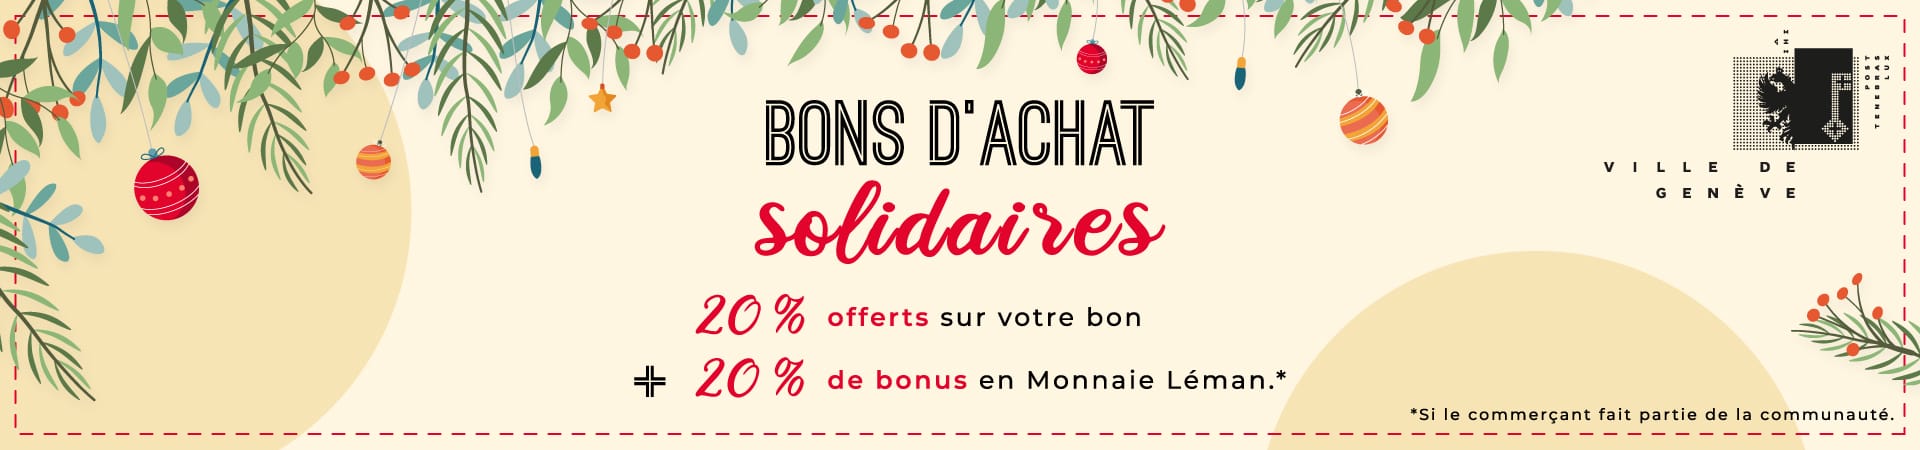 BONS D'ACHAT
solidaires
20 % offerts sur votre bon
+ 20 % de bonus en Monnaie Léman.*
*Si le commerçant fait partie de la communauté.
VILLE DE
GENÈVE
POST
TENEBRAS
LUX